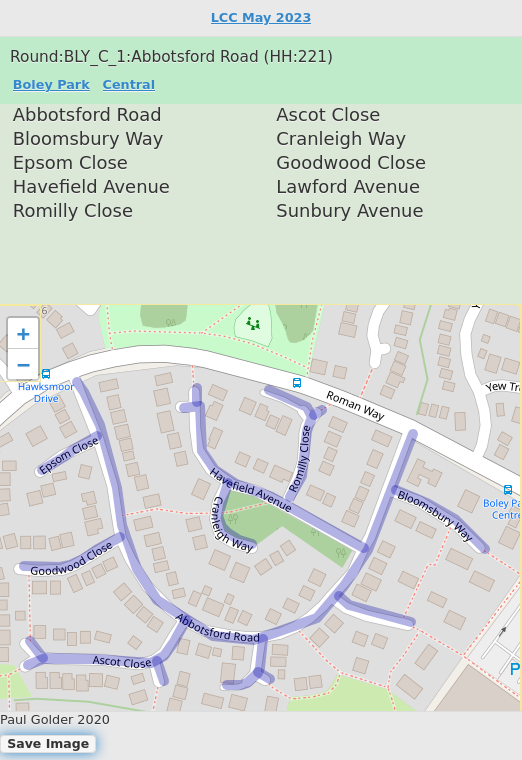 LCC May 2023
Round:BLY_C_1:Abbotsford Road (HH:221)
Boley Park Central
Abbotsford Road Ascot Close
Bloomsbury Way Cranleigh Way
Epsom Close Goodwood Close
Havefield Avenue Lawford Avenue
Romilly Close Sunbury Avenue
6
+
−
Hawksmoor
Drive
New Tr
Roman Way
Epsom Close
Romilly Close
Havefield Avenue
Bloomsbury Way
Boley Pa
Centre
Cranleigh Way
Goodwood Close
Abbotsford Road
Ascot Close
P
Paul Golder 2020
Save Image